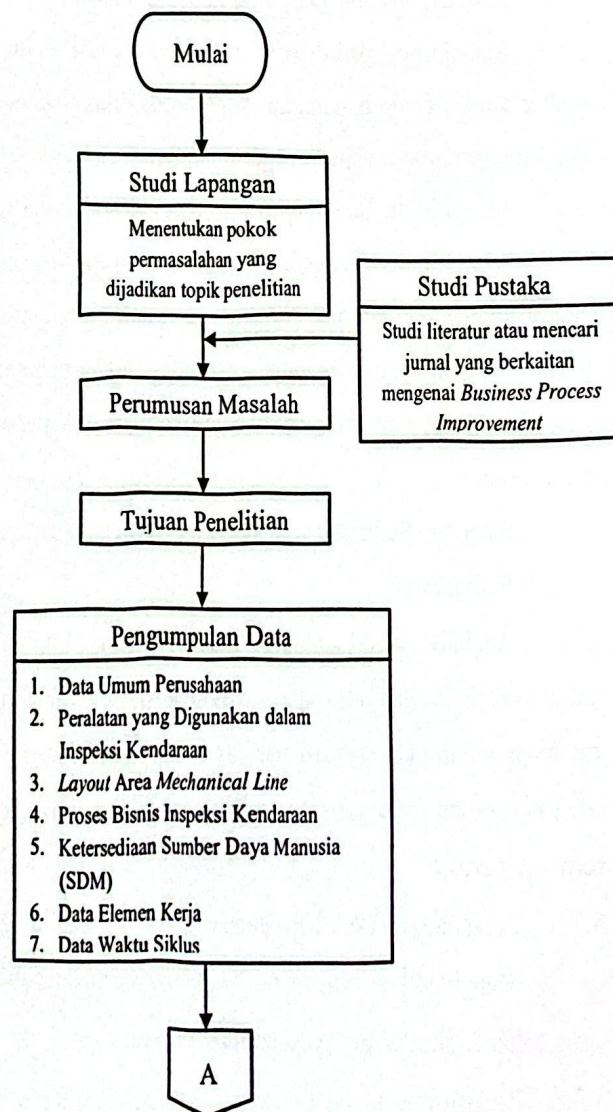 Mulai
Studi Lapangan
Menentukan pokok
permasalahan yang
dijadikan topik penelitian
Studi Pustaka
Studi literatur atau mencari
jurnal yang berkaitan
mengenai Business Process
Improvement
Perumusan Masalah
Tujuan Penelitian
Pengumpulan Data
1. Data Umum Perusahaan
2. Peralatan yang Digunakan dalam
Inspeksi Kendaraan
3. Layout Area Mechanical Line
4. Proses Bisnis Inspeksi Kendaraan
5. Ketersediaan Sumber Daya Manusia
(SDM)
6. Data Elemen Kerja
7. Data Waktu Siklus
A